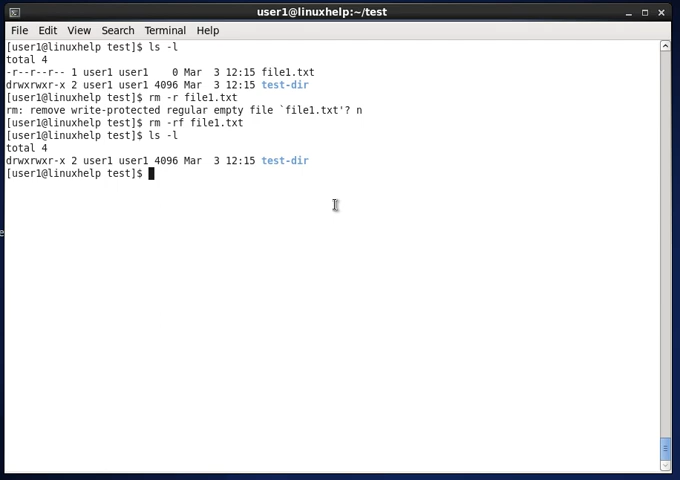 user1@linuxhelp:~/test
File Edit View Search Terminal Help
[user1@linuxhelp test]$ ls -l
total 4
-r--r--r-- 1 user1 user1    0 Mar  3 12:15 file1.txt
drwxrwxr-x 2 user1 user1 4096 Mar  3 12:15 test-dir
[user1@linuxhelp test]$ rm -r file1.txt
rm: remove write-protected regular empty file `file1.txt'? n
[user1@linuxhelp test]$ rm -rf file1.txt
[user1@linuxhelp test]$ ls -l
total 4
drwxrwxr-x 2 user1 user1 4096 Mar  3 12:15 test-dir
[user1@linuxhelp test]$